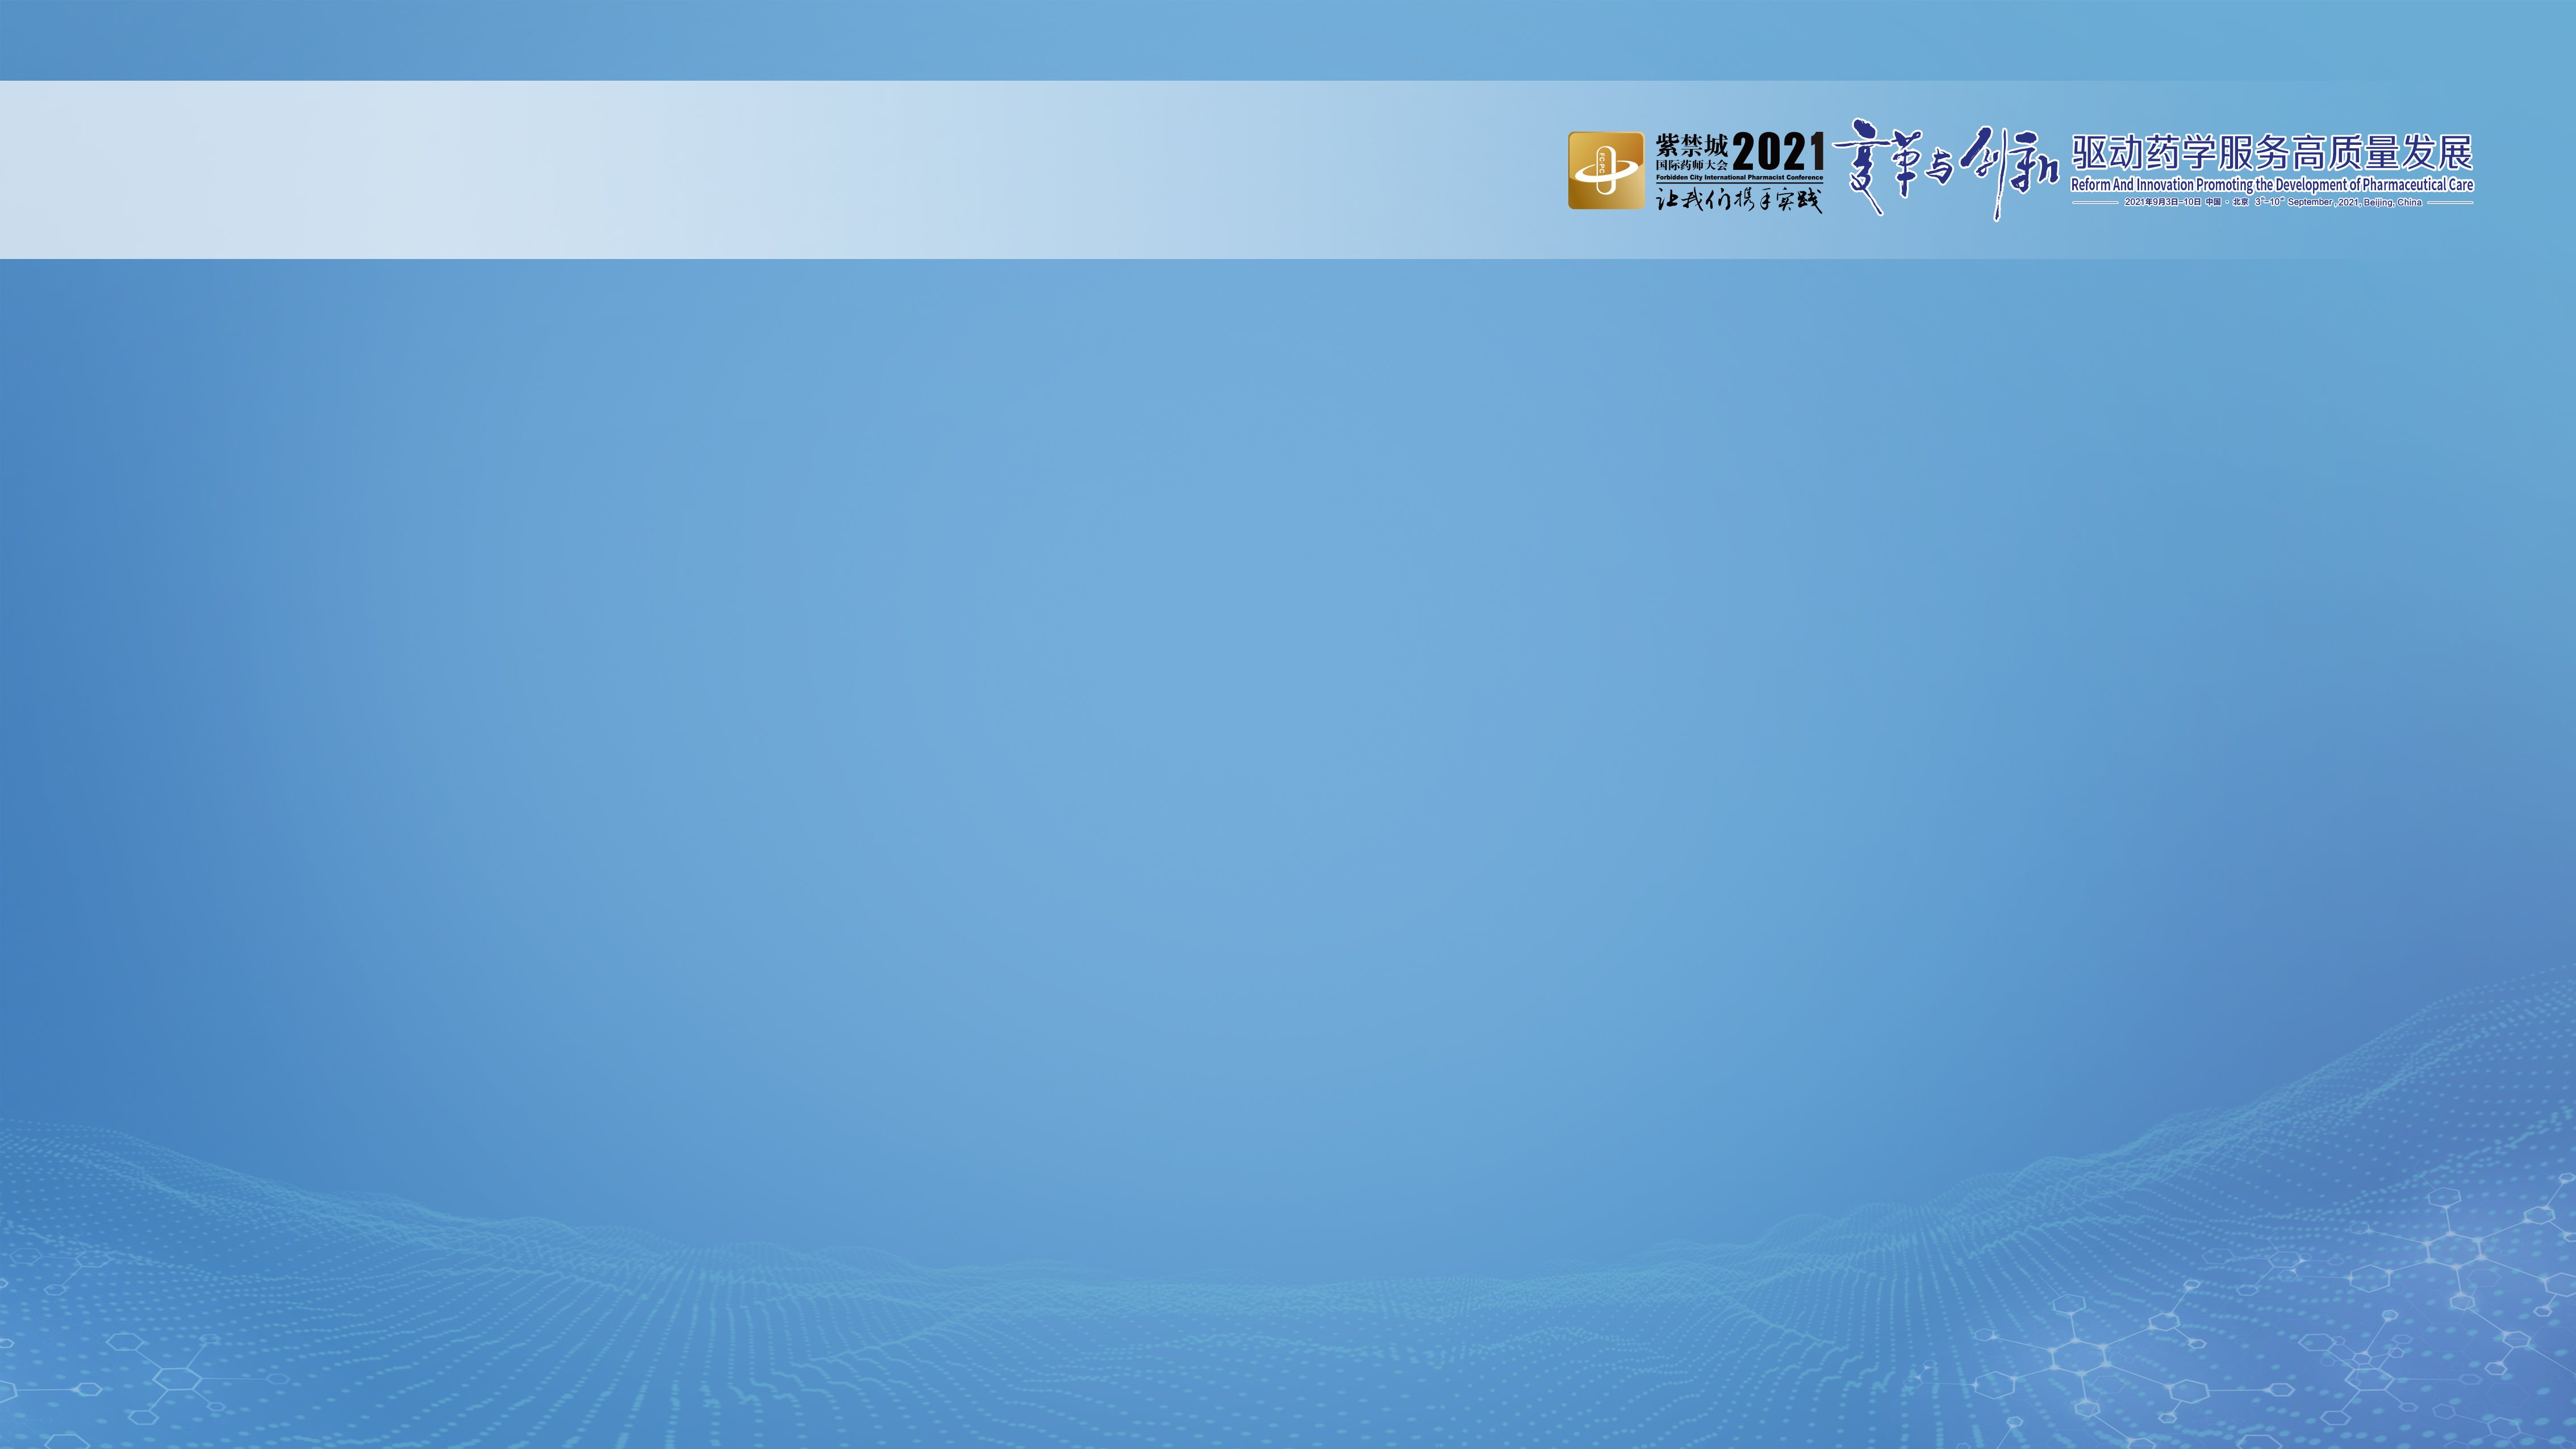 FCPC
紫禁城 2021
国际药师大会
Forbidden City International Pharmacist Conference
让我们携手实践
变革与创新
驱动药学服务高质量发展
Reform And Innovation Promoting the Development of Pharmaceutical Care
2021年9月3日-10日 中国·北京 3rd-10th September, 2021, Beijing, China